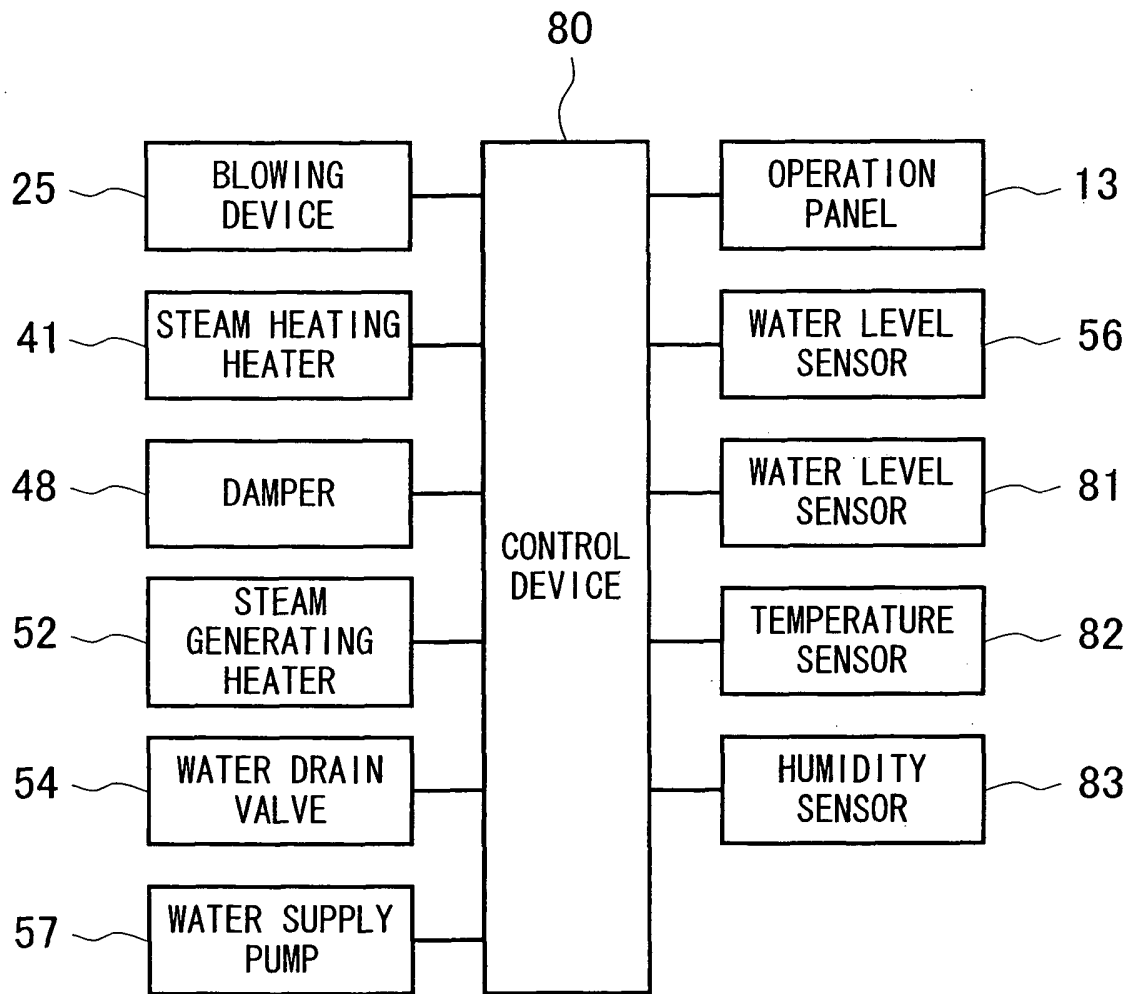 80
25
BLOWING
DEVICE
41
STEAM HEATING
HEATER
48
DAMPER
52
STEAM
GENERATING
HEATER
54
WATER DRAIN
VALVE
57
WATER SUPPLY
PUMP
CONTROL
DEVICE
OPERATION
PANEL
13
WATER LEVEL
SENSOR
56
WATER LEVEL
SENSOR
81
TEMPERATURE
SENSOR
82
HUMIDITY
SENSOR
83